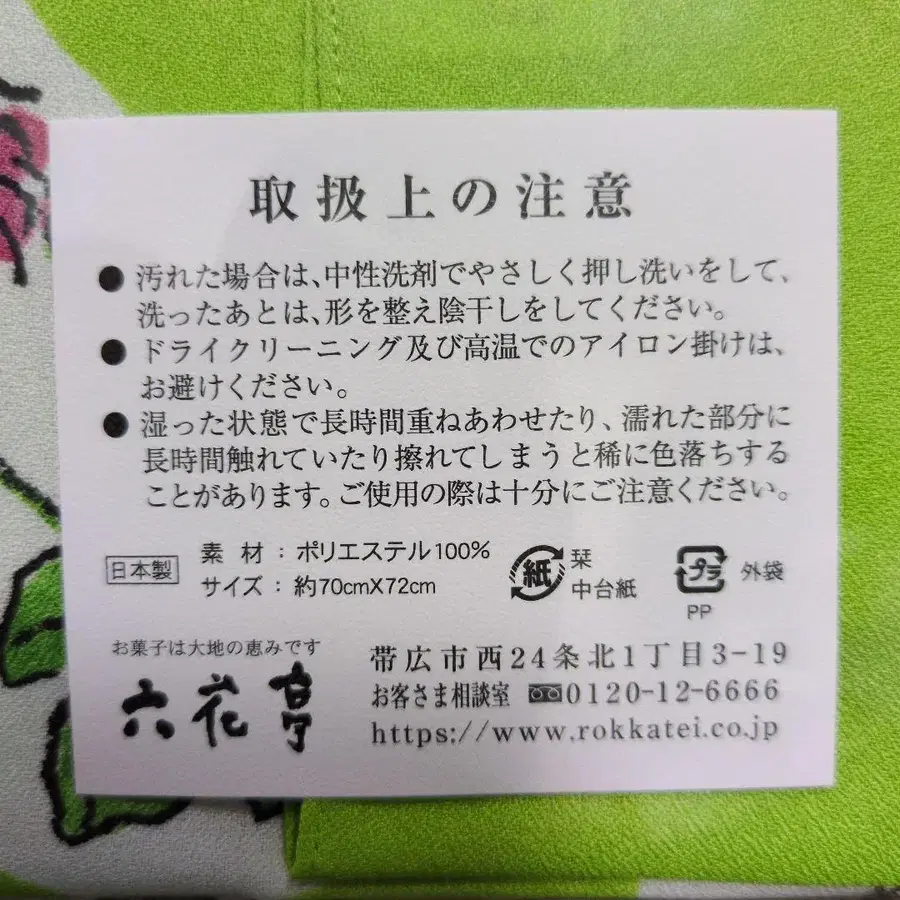 取扱上の注意
●汚れた場合は、中性洗剤でやさしく押し洗いをして、
洗ったあとは、形を整え陰干しをしてください。
●ドライクリーニング及び高温でのアイロン掛けは、
お避けください。
●湿った状態で長時間重ねあわせたり、濡れた部分に
長時間触れていたり擦れてしまうと稀に色落ちする
ことがあります。ご使用の際は十分にご注意ください。
日本製
素材：ポリエステル100%
サイズ：約70cmX72cm
紙
栞
中台紙
プラ
PP
外袋
お菓子は大地の恵みです
六花亭
帯広市西24条北1丁目3-19
お客さま相談室 0120-12-6666
https://www.rokkatei.co.jp